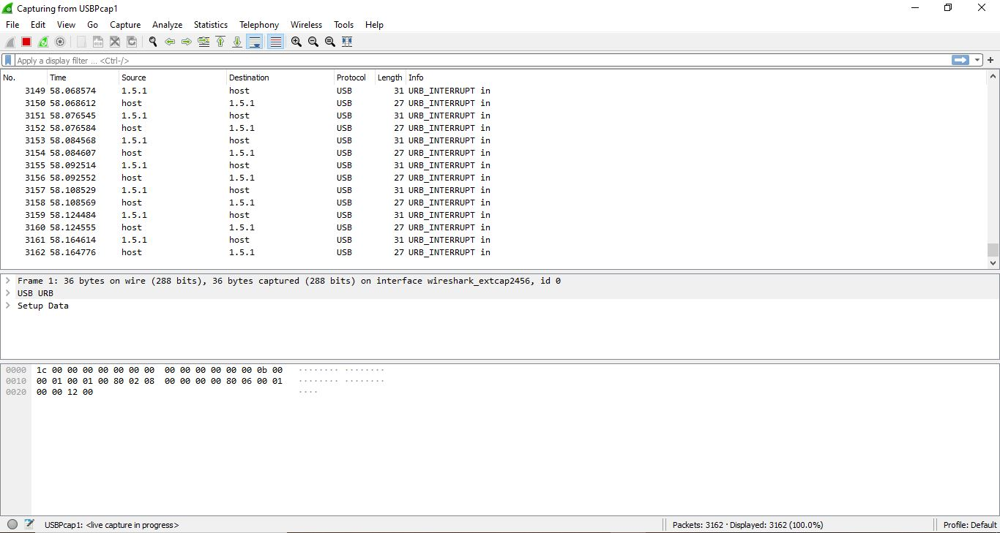 Capturing from USBPcap1
File Edit View Go Capture Analyze Statistics Telephony Wireless Tools Help
Apply a display filter ... <Ctrl-/>
No. Time Source Destination Protocol Length Info
3149 58.068574 1.5.1 host USB 31 URB_INTERRUPT in
3150 58.068612 host 1.5.1 USB 27 URB_INTERRUPT in
3151 58.076545 1.5.1 host USB 31 URB_INTERRUPT in
3152 58.076584 host 1.5.1 USB 27 URB_INTERRUPT in
3153 58.084568 1.5.1 host USB 31 URB_INTERRUPT in
3154 58.084607 host 1.5.1 USB 27 URB_INTERRUPT in
3155 58.092514 1.5.1 host USB 31 URB_INTERRUPT in
3156 58.092552 host 1.5.1 USB 27 URB_INTERRUPT in
3157 58.108529 1.5.1 host USB 31 URB_INTERRUPT in
3158 58.108569 host 1.5.1 USB 27 URB_INTERRUPT in
3159 58.124484 1.5.1 host USB 31 URB_INTERRUPT in
3160 58.124555 host 1.5.1 USB 27 URB_INTERRUPT in
3161 58.164614 1.5.1 host USB 31 URB_INTERRUPT in
3162 58.164776 host 1.5.1 USB 27 URB_INTERRUPT in
Frame 1: 36 bytes on wire (288 bits), 36 bytes captured (288 bits) on interface wireshark_extcap2456, id 0
USB URB
Setup Data
0000 1c 00 00 00 00 00 00 00 00 00 00 00 00 00 0b 00 ········ ········
0010 00 01 00 01 00 80 02 08 00 00 00 00 80 06 00 01 ········ ········
0020 00 00 12 00 ····
USBPcap1: <live capture in progress>
Packets: 3162 · Displayed: 3162 (100.0%)
Profile: Default